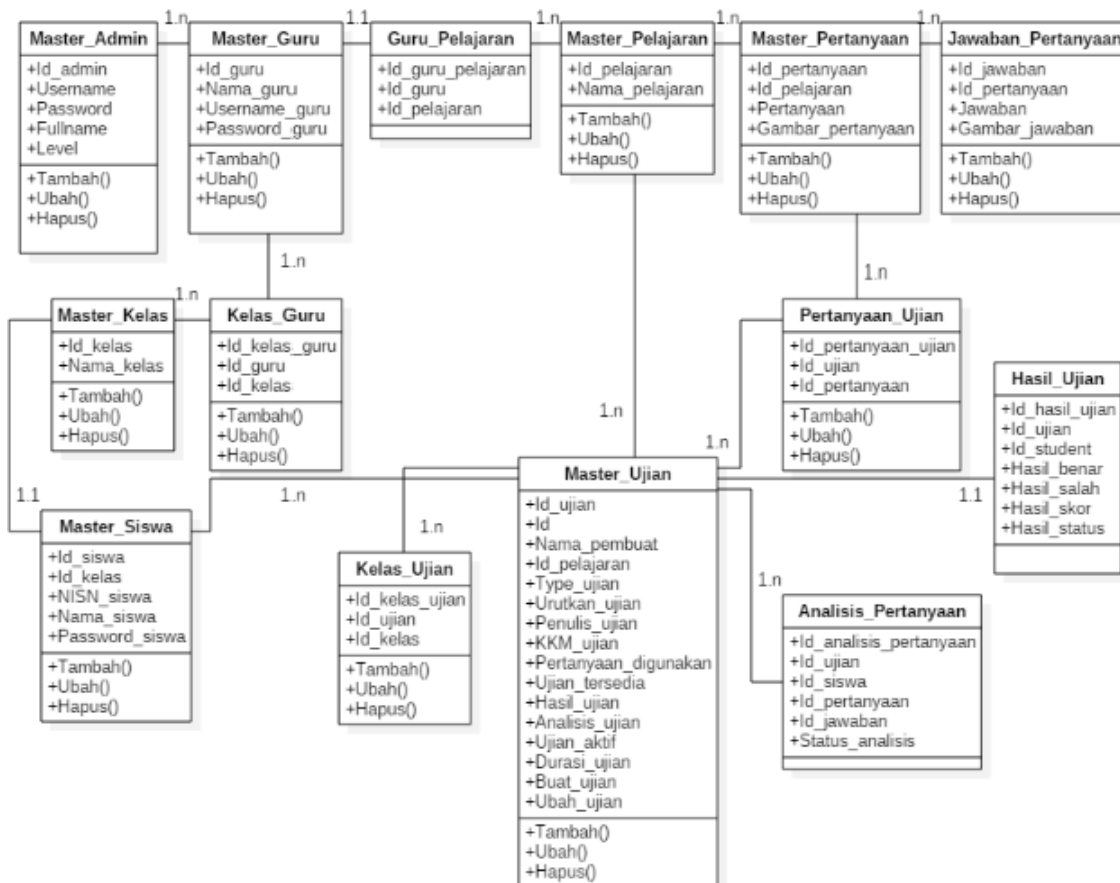 1.n
1.1
1.n
1.n
1.n
Master_Admin
+Id_admin
+Username
+Password
+Fullname
+Level
+Tambah()
+Ubah()
+Hapus()
Master_Guru
+Id_guru
+Nama_guru
+Username_guru
+Password_guru
+Tambah()
+Ubah()
+Hapus()
Guru_Pelajaran
+Id_guru_pelajaran
+Id_guru
+Id_pelajaran
Master_Pelajaran
+Id_pelajaran
+Nama_pelajaran
+Tambah()
+Ubah()
+Hapus()
Master_Pertanyaan
+Id_pertanyaan
+Id_pelajaran
+Pertanyaan
+Gambar_pertanyaan
+Tambah()
+Ubah()
+Hapus()
Jawaban_Pertanyaan
+Id_jawaban
+Id_pertanyaan
+Jawaban
+Gambar_jawaban
+Tambah()
+Ubah()
+Hapus()
1.n
1.n
1.n
Master_Kelas
+Id_kelas
+Nama_kelas
+Tambah()
+Ubah()
+Hapus()
Kelas_Guru
+Id_kelas_guru
+Id_guru
+Id_kelas
+Tambah()
+Ubah()
+Hapus()
Pertanyaan_Ujian
+Id_pertanyaan_ujian
+Id_ujian
+Id_pertanyaan
+Tambah()
+Ubah()
+Hapus()
Hasil_Ujian
+Id_hasil_ujian
+Id_ujian
+Id_student
+Hasil_benar
+Hasil_salah
+Hasil_skor
+Hasil_status
1.n
1.n
1.1
1.n
1.1
Master_Siswa
+Id_siswa
+Id_kelas
+NISN_siswa
+Nama_siswa
+Password_siswa
+Tambah()
+Ubah()
+Hapus()
1.n
Kelas_Ujian
+Id_kelas_ujian
+Id_ujian
+Id_kelas
+Tambah()
+Ubah()
+Hapus()
Master_Ujian
+Id_ujian
+Id
+Nama_pembuat
+Id_pelajaran
+Type_ujian
+Urutkan_ujian
+Penulis_ujian
+KKM_ujian
+Pertanyaan_digunakan
+Ujian_tersedia
+Hasil_ujian
+Analisis_ujian
+Ujian_aktif
+Durasi_ujian
+Buat_ujian
+Ubah_ujian
+Tambah()
+Ubah()
+Hapus()
1.n
Analisis_Pertanyaan
+Id_analisis_pertanyaan
+Id_ujian
+Id_siswa
+Id_pertanyaan
+Id_jawaban
+Status_analisis